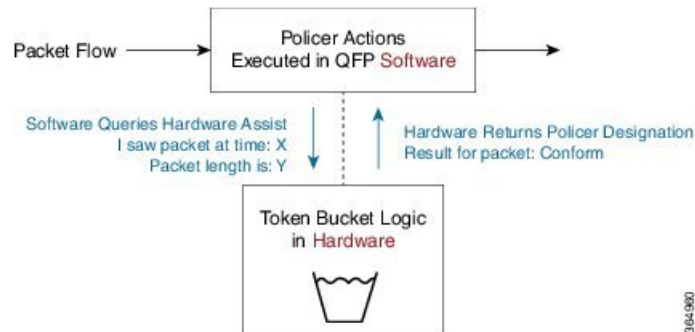 Policer Actions
Executed in QFP Software
Packet Flow
Software Queries Hardware Assist
I saw packet at time: X
Packet length is: Y
Hardware Returns Policer Designation
Result for packet: Conform
Token Bucket Logic
in Hardware
364960